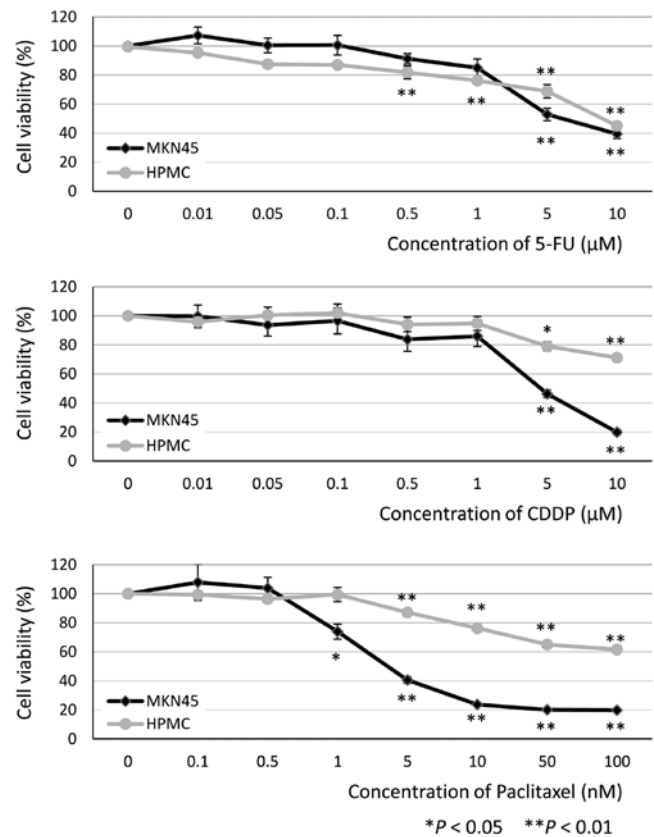 Cell viability (%)
120
100
80
60
40
20
0
** ** ** ** ** **
MKN45
HPMC
0 0.01 0.05 0.1 0.5 1 5 10
Concentration of 5-FU (μM)
Cell viability (%)
120
100
80
60
40
20
0
* ** ** **
MKN45
HPMC
0 0.01 0.05 0.1 0.5 1 5 10
Concentration of CDDP (μM)
Cell viability (%)
120
100
80
60
40
20
0
** ** ** ** * ** ** ** **
MKN45
HPMC
0 0.1 0.5 1 5 10 50 100
Concentration of Paclitaxel (nM)
*P < 0.05 **P < 0.01